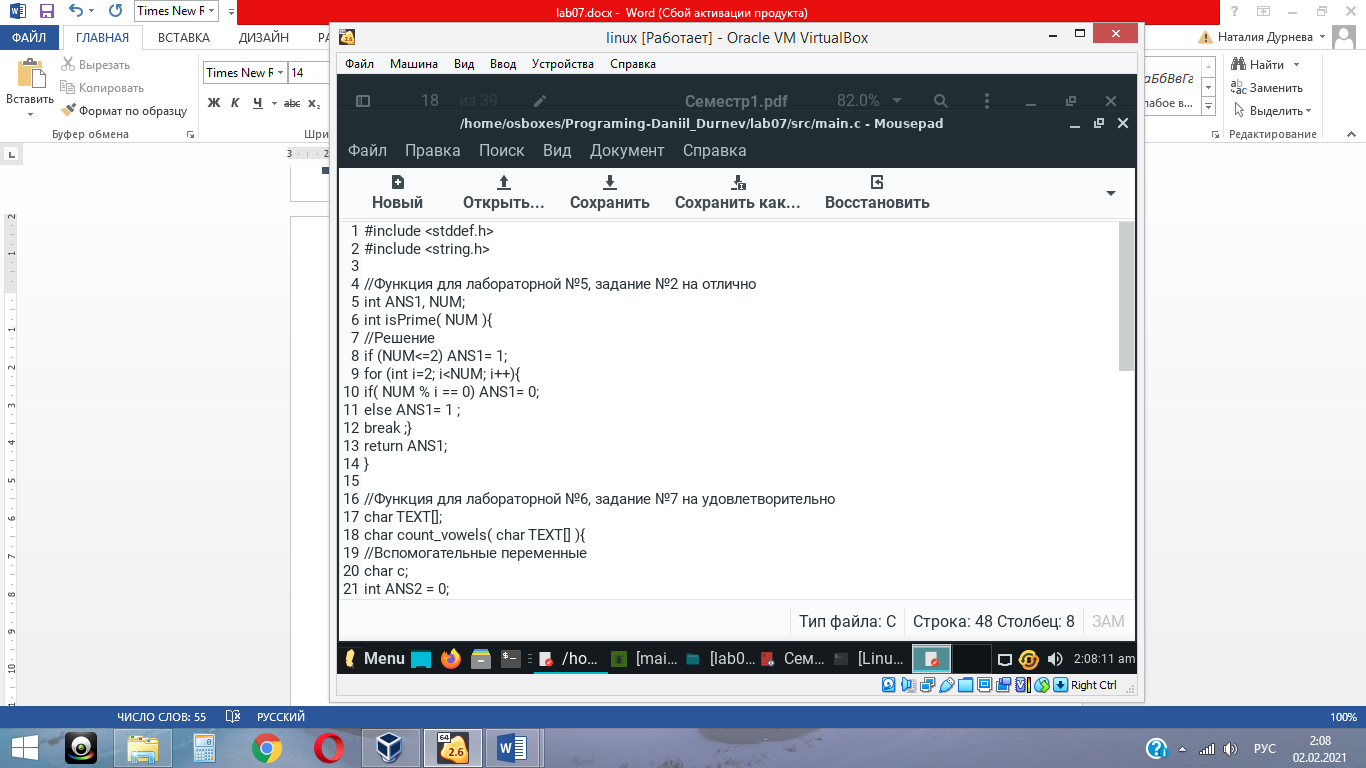 Times New R
lab07.docx - Word (Сбой активации продукта)
ФАЙЛ ГЛАВНАЯ ВСТАВКА ДИЗАЙН
Наталия Дурнева
Вставить
Вырезать
Копировать
Формат по образцу
Буфер обмена
Times New R 14
Ж К Ч abc x₂
Найти
Заменить
Выделить
Редактирование
linux [Работает] - Oracle VM VirtualBox
Файл Машина Вид Ввод Устройства Справка
18 из 39 Семестр1.pdf 82.0%
/home/osboxes/Programing-Daniil_Durnev/lab07/src/main.c - Mousepad
Файл Правка Поиск Вид Документ Справка
Новый Открыть... Сохранить Сохранить как... Восстановить
1 #include <stddef.h>
2 #include <string.h>
3
4 //Функция для лабораторной №5, задание №2 на отлично
5 int ANS1, NUM;
6 int isPrime( NUM ){
7 //Решение
8 if (NUM<=2) ANS1= 1;
9 for (int i=2; i<NUM; i++){
10 if( NUM % i == 0) ANS1= 0;
11 else ANS1= 1 ;
12 break ;}
13 return ANS1;
14 }
15
16 //Функция для лабораторной №6, задание №7 на удовлетворительно
17 char TEXT[];
18 char count_vowels( char TEXT[] ){
19 //Вспомогательные переменные
20 char c;
21 int ANS2 = 0;
Тип файла: C Строка: 48 Столбец: 8 ЗАМ
Menu /ho... [mai... [lab0... Сем... [Linu... 2:08:11 am
Right Ctrl
ЧИСЛО СЛОВ: 55 РУССКИЙ 100%
64 2.6
РУС
2:08
02.02.2021